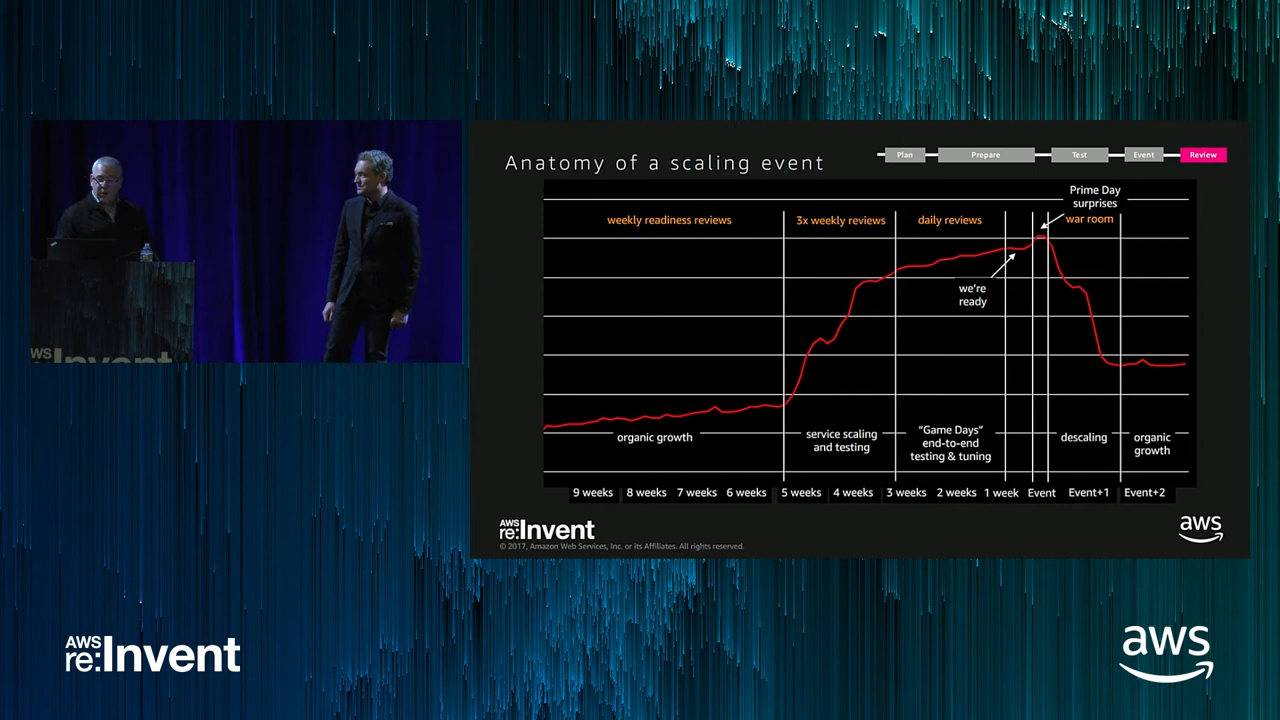 Anatomy of a scaling event
Plan
Prepare
Test
Event
Review
Prime Day
surprises
weekly readiness reviews
3x weekly reviews
daily reviews
war room
we're
ready
organic growth
service scaling
and testing
"Game Days"
end-to-end
testing & tuning
descaling
organic
growth
9 weeks
8 weeks
7 weeks
6 weeks
5 weeks
4 weeks
3 weeks
2 weeks
1 week
Event
Event+1
Event+2
AWS
re:Invent
© 2017, Amazon Web Services, Inc. or its Affiliates. All rights reserved.
aws
WS
re:Invent
AWS
re:Invent
aws